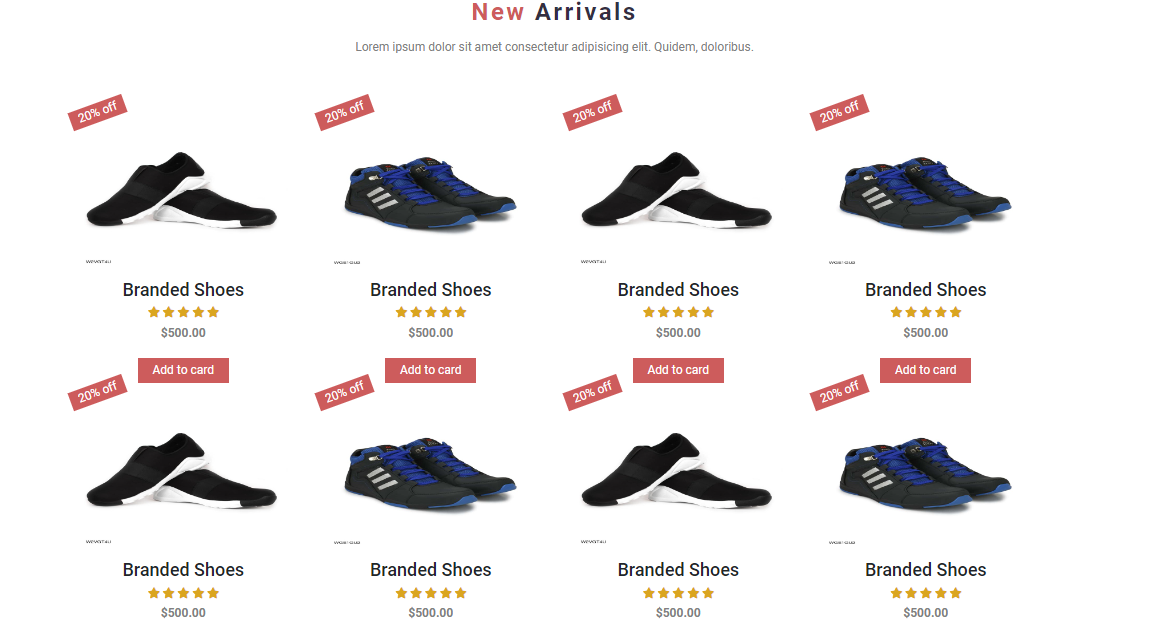 New Arrivals
Lorem ipsum dolor sit amet consectetur adipisicing elit. Quidem, doloribus.
20% off
20% off
20% off
20% off
Branded Shoes
Branded Shoes
Branded Shoes
Branded Shoes
$500.00
$500.00
$500.00
$500.00
Add to card
Add to card
Add to card
Add to card
20% off
20% off
20% off
20% off
Branded Shoes
Branded Shoes
Branded Shoes
Branded Shoes
$500.00
$500.00
$500.00
$500.00